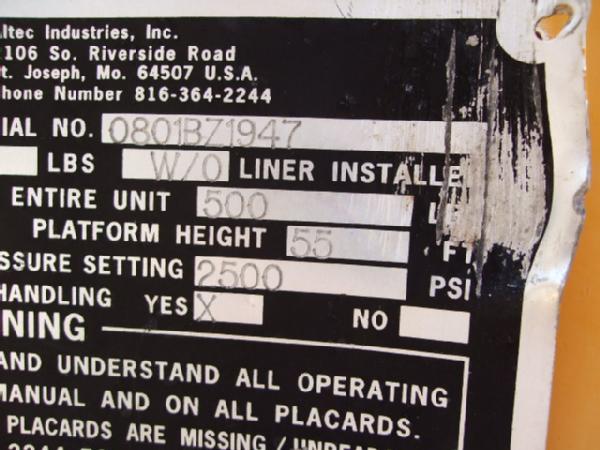 ltec Industries, Inc.
106 So. Riverside Road
t. Joseph, Mo. 64507 U.S.A.
hone Number 816-364-2244
IAL NO. 0801BZ1947
LBS W/O LINER INSTALLE
ENTIRE UNIT 500
PLATFORM HEIGHT 55 FT
SSURE SETTING 2500 PSI
HANDLING YES X NO
NING
AND UNDERSTAND ALL OPERATING
MANUAL AND ON ALL PLACARDS.
PLACARDS ARE MISSING/